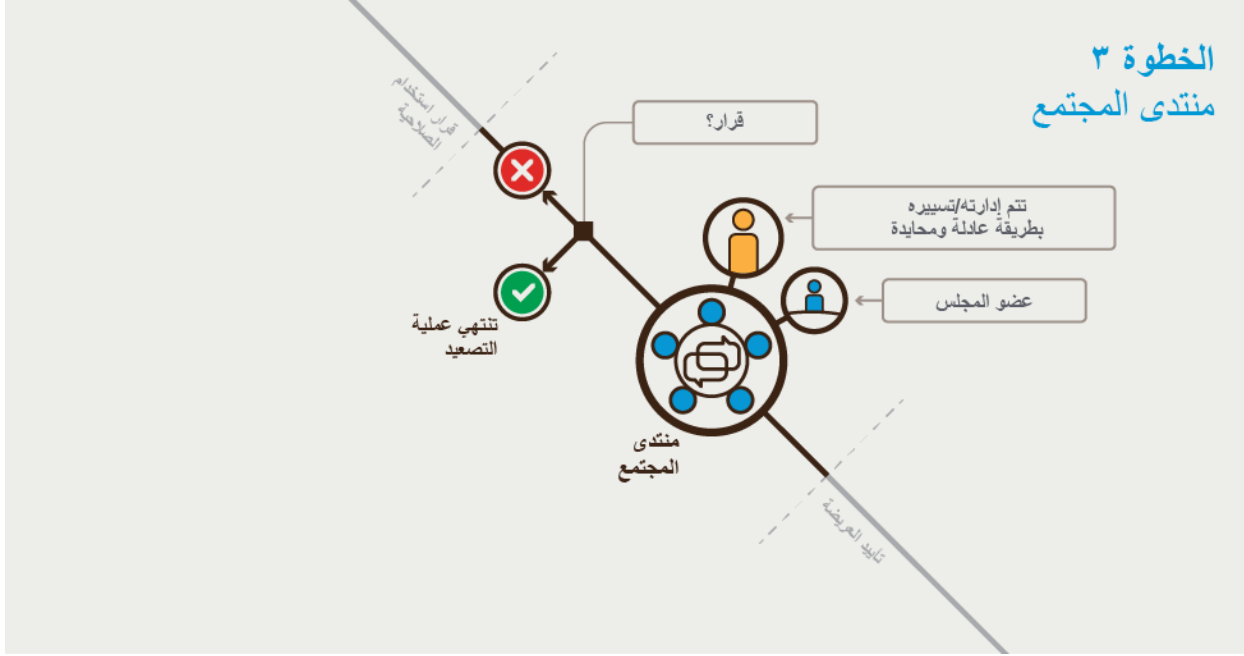 الخطوة ٣
منتدى المجتمع
قرار؟
تتم إدارته/تسييره
بطريقة عادلة ومحايدة
عضو المجلس
قرار استخدام
الصلاحية
تنتهي عملية
التصعيد
منتدى
المجتمع
تأييد العريضة